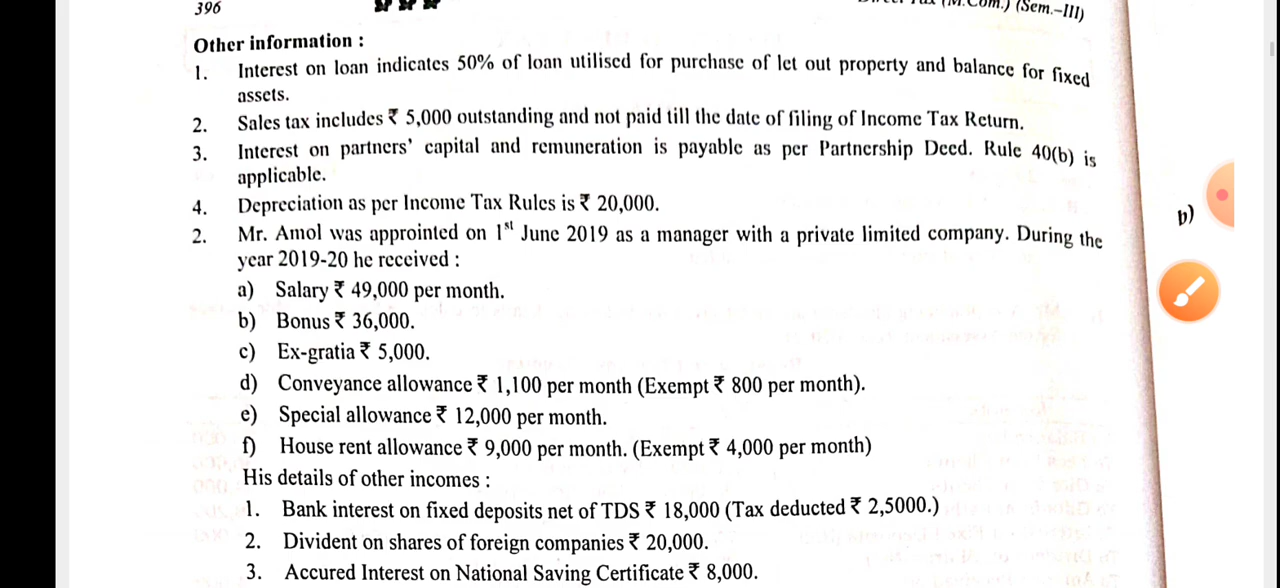 396
(M.Com.) (Sem.-III)
Other information :
1. Interest on loan indicates 50% of loan utilised for purchase of let out property and balance for fixed
assets.
2. Sales tax includes ₹ 5,000 outstanding and not paid till the date of filing of Income Tax Return.
3. Interest on partners' capital and remuneration is payable as per Partnership Deed. Rule 40(b) is
applicable.
4. Depreciation as per Income Tax Rules is ₹ 20,000.
2. Mr. Amol was approinted on 1st June 2019 as a manager with a private limited company. During the
year 2019-20 he received :
a) Salary ₹ 49,000 per month.
b) Bonus ₹ 36,000.
c) Ex-gratia ₹ 5,000.
d) Conveyance allowance ₹ 1,100 per month (Exempt ₹ 800 per month).
e) Special allowance ₹ 12,000 per month.
f) House rent allowance ₹ 9,000 per month. (Exempt ₹ 4,000 per month)
His details of other incomes :
1. Bank interest on fixed deposits net of TDS ₹ 18,000 (Tax deducted ₹ 2,5000.)
2. Divident on shares of foreign companies ₹ 20,000.
3. Accured Interest on National Saving Certificate ₹ 8,000.
b)